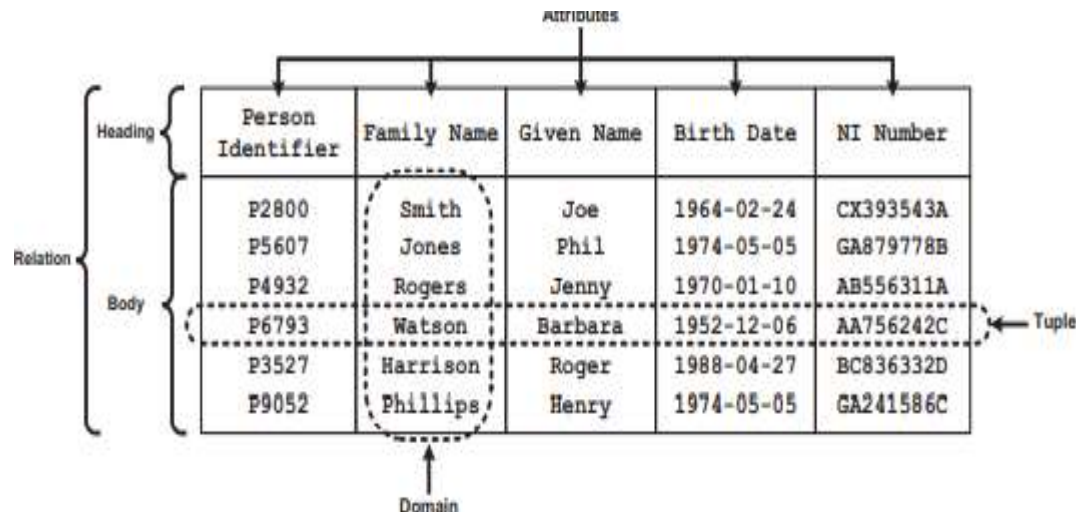 Attributes
Heading
Person Identifier Family Name Given Name Birth Date NI Number
P2800 Smith Joe 1964-02-24 CX393543A
P5607 Jones Phil 1974-05-05 GA879778B
Relation
P4932 Rogers Jenny 1970-01-10 AB556311A
Body
P6793 Watson Barbara 1952-12-06 AA756242C Tuple
P3527 Harrison Roger 1988-04-27 BC836332D
P9052 Phillips Henry 1974-05-05 GA241586C
Domain